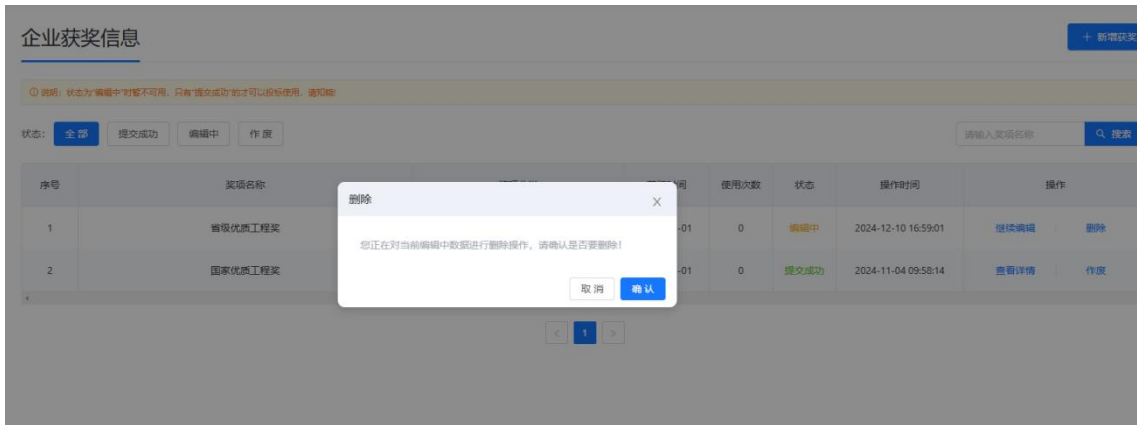 企业获奖信息
+ 新增获奖
说明：状态为“编辑中”时暂不可用，只有“提交成功”的才可以投标使用，请知晓！
状态： 全部 提交成功 编辑中 作废
请输入奖项名称 搜索
序号 奖项名称 使用次数 状态 操作时间 操作
删除 X
1 省级优质工程奖 -01 0 编辑中 2024-12-10 16:59:01 继续编辑 删除
您正在对当前编辑中数据进行删除操作，请确认是否要删除！
2 国家优质工程奖 -01 0 提交成功 2024-11-04 09:58:14 查看详情 作废
取消 确认
< 1 >